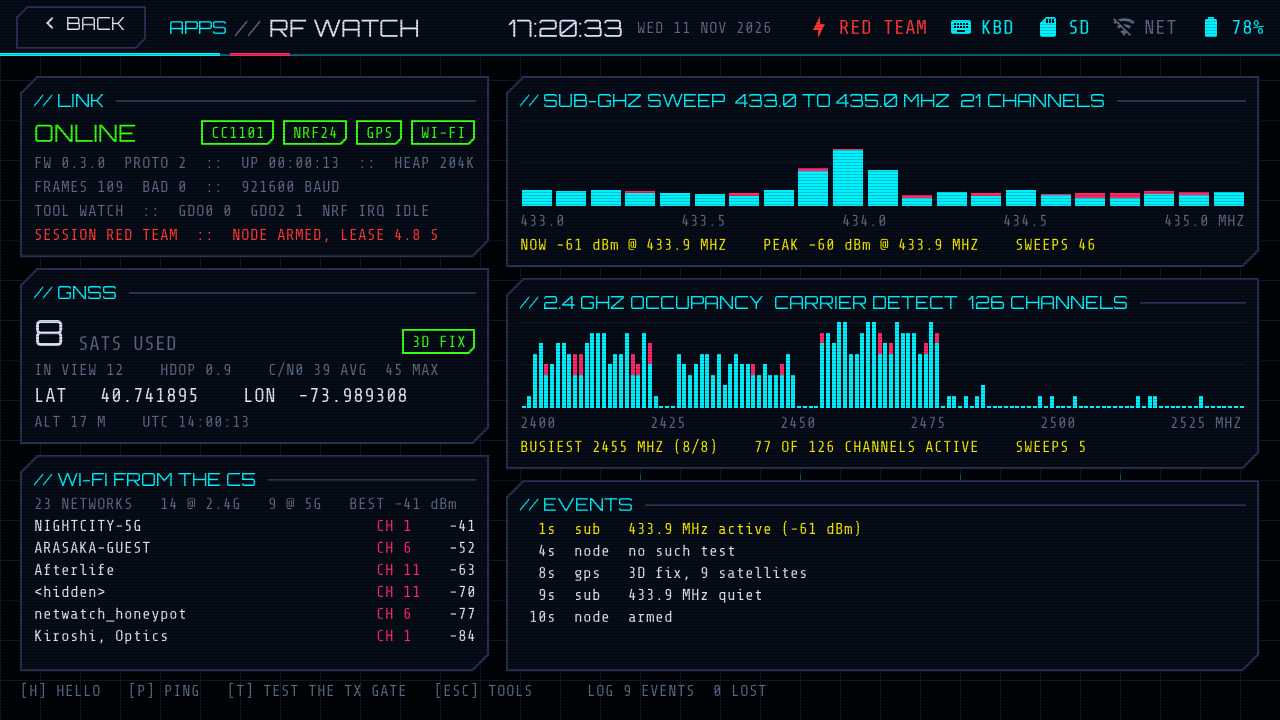 BACK
APPS // RF WATCH
17:20:33 WED 11 NOV 2026
RED TEAM KBD SD NET 78%
// LINK
ONLINE CC1101 NRF24 GPS WI-FI
FW 0.3.0 PROTO 2 :: UP 00:00:13 :: HEAP 204K
FRAMES 109 BAD 0 :: 921600 BAUD
TOOL WATCH :: GDO0 0 GDO2 1 NRF IRQ IDLE
SESSION RED TEAM :: NODE ARMED, LEASE 4.8 S
// GNSS
8 SATS USED 3D FIX
IN VIEW 12 HDOP 0.9 C/N0 39 AVG 45 MAX
LAT 40.741895 LON -73.989308
ALT 17 M UTC 14:00:13
// WI-FI FROM THE C5
23 NETWORKS 14 @ 2.4G 9 @ 5G BEST -41 dBm
NIGHTCITY-5G CH 1 -41
ARASAKA-GUEST CH 6 -52
Afterlife CH 11 -63
<hidden> CH 11 -70
netwatch_honeypot CH 6 -77
Kiroshi, Optics CH 1 -84
// SUB-GHZ SWEEP 433.0 TO 435.0 MHZ 21 CHANNELS
433.0 433.5 434.0 434.5 435.0 MHZ
NOW -61 dBm @ 433.9 MHZ PEAK -60 dBm @ 433.9 MHZ SWEEPS 46
// 2.4 GHZ OCCUPANCY CARRIER DETECT 126 CHANNELS
2400 2425 2450 2475 2500 2525 MHZ
BUSIEST 2455 MHZ (8/8) 77 OF 126 CHANNELS ACTIVE SWEEPS 5
// EVENTS
1s sub 433.9 MHz active (-61 dBm)
4s node no such test
8s gps 3D fix, 9 satellites
9s sub 433.9 MHz quiet
10s node armed
[H] HELLO [P] PING [T] TEST THE TX GATE [ESC] TOOLS LOG 9 EVENTS 0 LOST